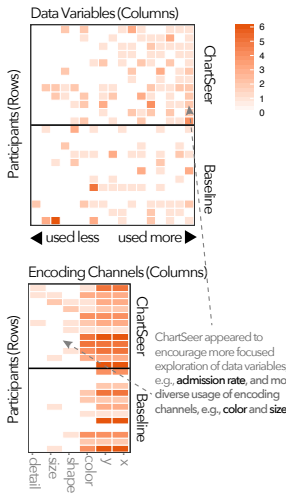 Data Variables (Columns)
Participants (Rows)
ChartSeer
Baseline
6
5
4
3
2
1
0
used less used more
Encoding Channels (Columns)
Participants (Rows)
ChartSeer
Baseline
detail
size
shape
color
y
x
ChartSeer appeared to
encourage more focused
exploration of data variables,
e.g., admission rate, and mo
diverse usage of encoding
channels, e.g., color and size